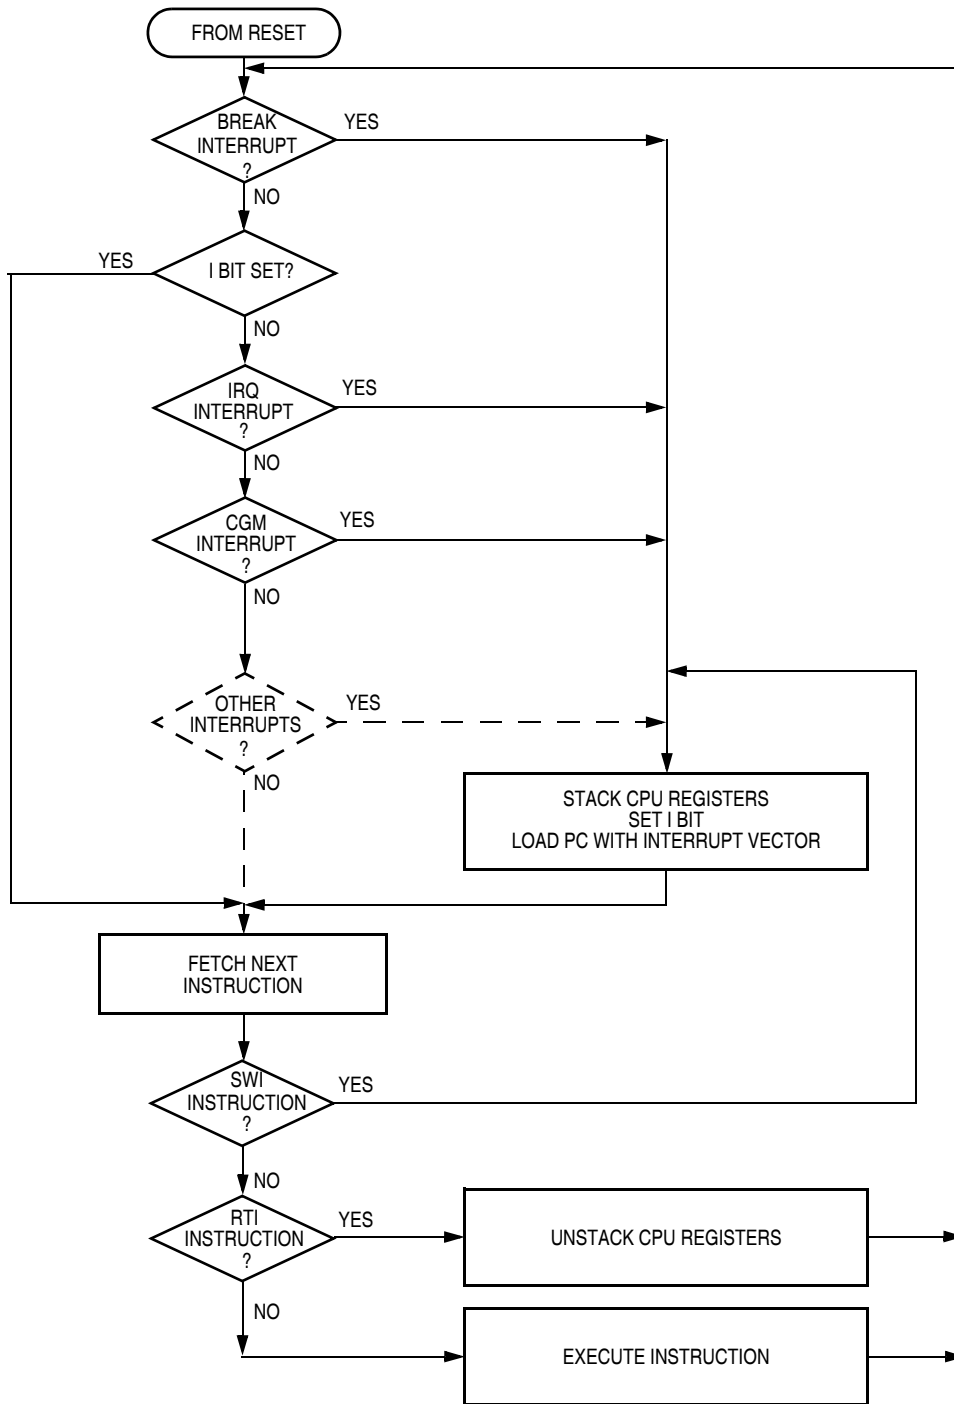 FROM RESET
BREAK
INTERRUPT
?
YES
NO
I BIT SET?
YES
NO
IRQ
INTERRUPT
?
YES
NO
CGM
INTERRUPT
?
YES
NO
OTHER
INTERRUPTS
?
YES
NO
STACK CPU REGISTERS
SET I BIT
LOAD PC WITH INTERRUPT VECTOR
FETCH NEXT
INSTRUCTION
SWI
INSTRUCTION
?
YES
NO
RTI
INSTRUCTION
?
YES
UNSTACK CPU REGISTERS
NO
EXECUTE INSTRUCTION